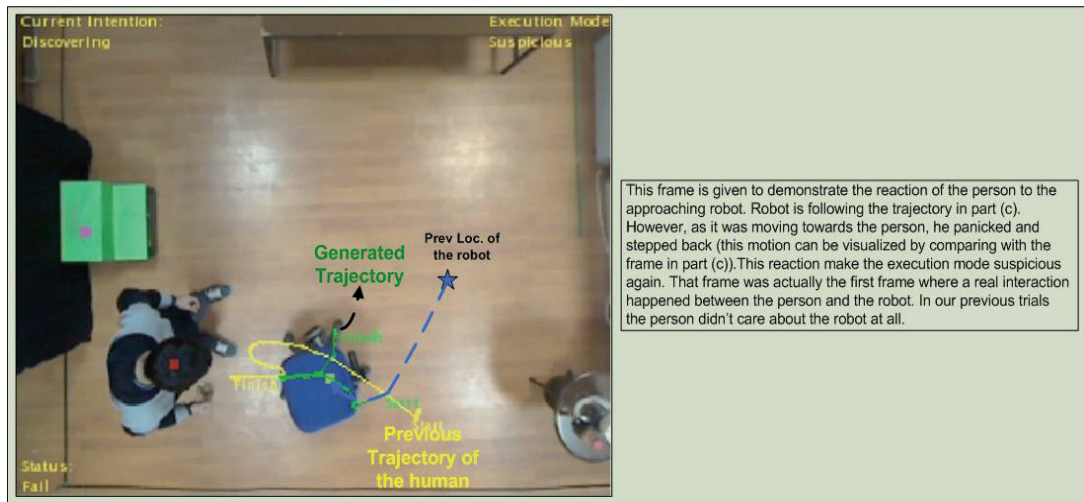 Current Intention:
Discovering
Execution Mode
Suspicious
Prev Loc. of
the robot
Generated
Trajectory
Finish
Finish
Start
Start
Previous
Trajectory of
the human
Status:
Fail
This frame is given to demonstrate the reaction of the person to the
approaching robot. Robot is following the trajectory in part (c).
However, as it was moving towards the person, he panicked and
stepped back (this motion can be visualized by comparing with the
frame in part (c)).This reaction make the execution mode suspicious
again. That frame was actually the first frame where a real interaction
happened between the person and the robot. In our previous trials
the person didn't care about the robot at all.